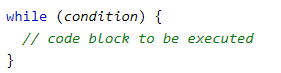 while (condition) {
  // code block to be executed
}